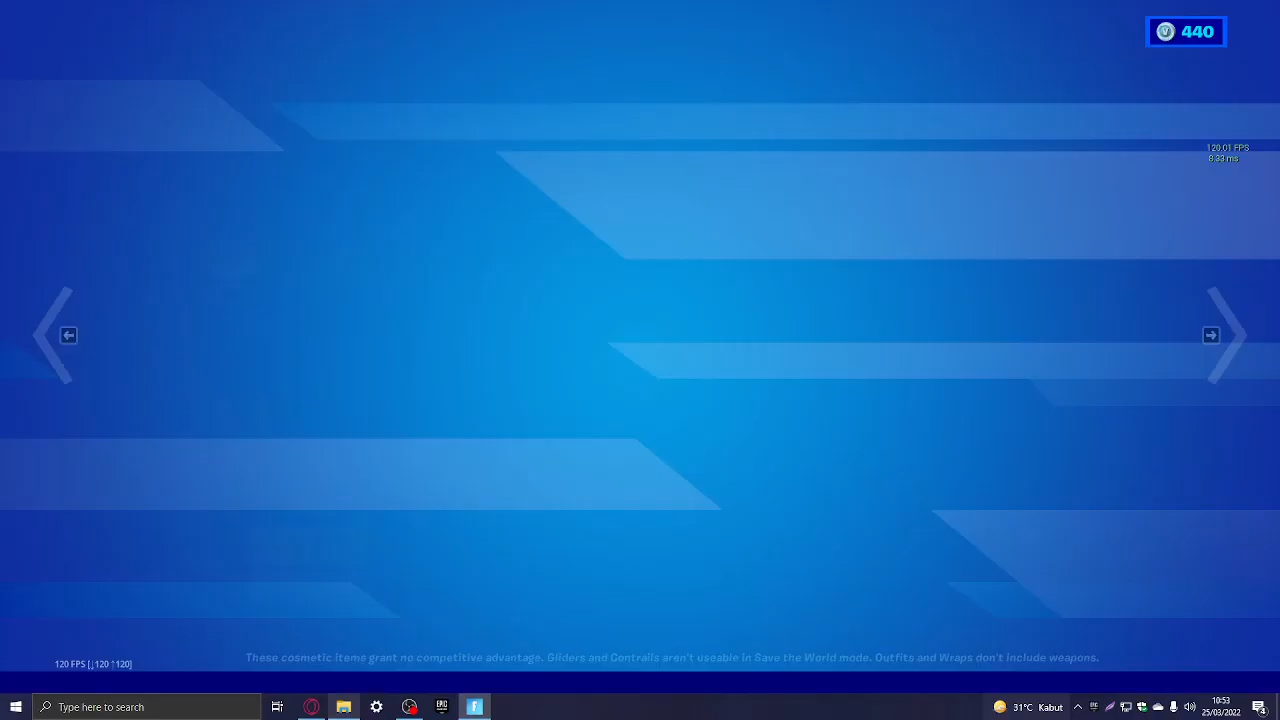 440
120.01 FPS
8.33 ms
120 FPS [↓120 ↑120]
These cosmetic items grant no competitive advantage. Gliders and Contrails aren't useable in Save the World mode. Outfits and Wraps don't include weapons.
Type here to search
EPIC
31°C Debut
10:53
25/03/2022